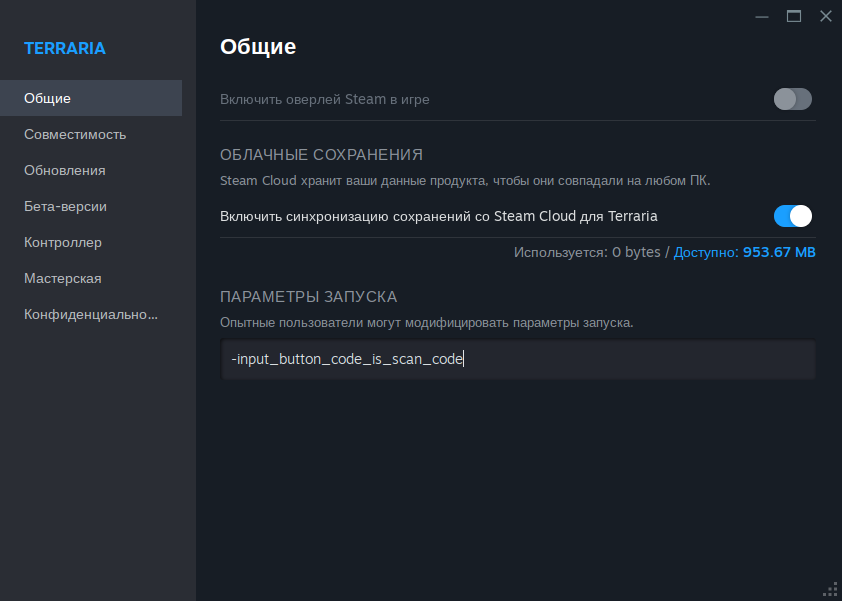 TERRARIA
Общие
Совместимость
Обновления
Бета-версии
Контроллер
Мастерская
Конфиденциально...
Общие
Включить оверлей Steam в игре
ОБЛАЧНЫЕ СОХРАНЕНИЯ
Steam Cloud хранит ваши данные продукта, чтобы они совпадали на любом ПК.
Включить синхронизацию сохранений со Steam Cloud для Terraria
Используется: 0 bytes / Доступно: 953.67 MB
ПАРАМЕТРЫ ЗАПУСКА
Опытные пользователи могут модифицировать параметры запуска.
-input_button_code_is_scan_code